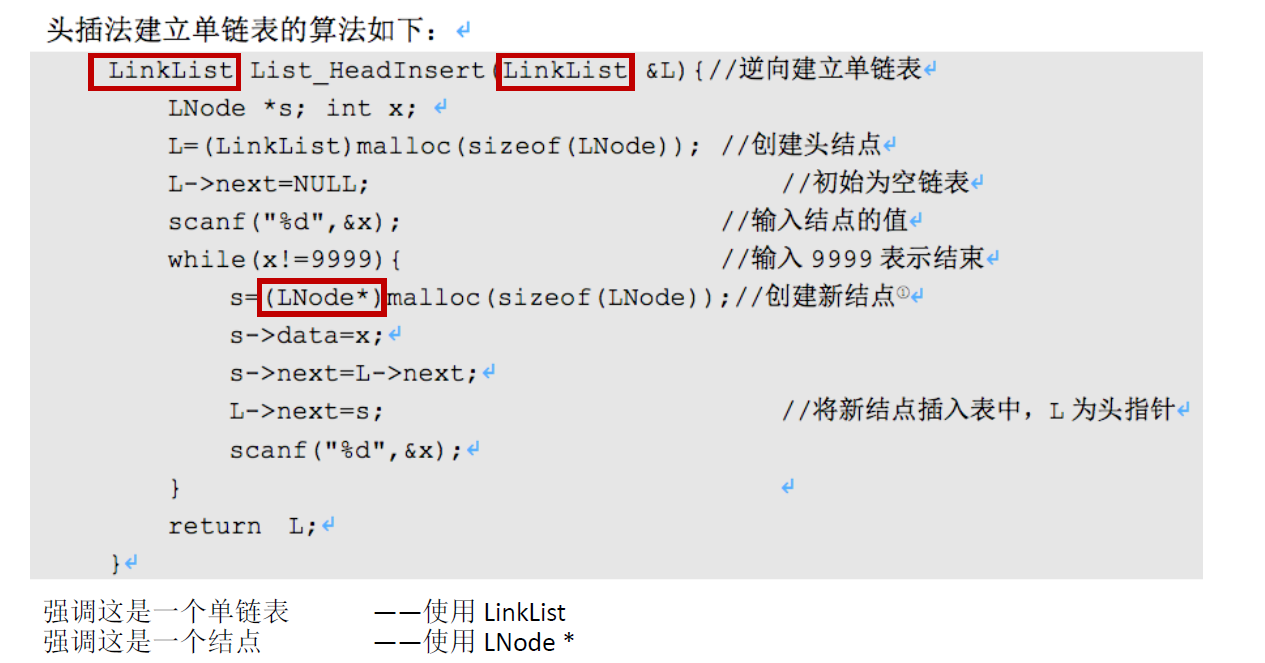 头插法建立单链表的算法如下：
LinkList List_HeadInsert(LinkList &L){//逆向建立单链表
LNode *s; int x;
L=(LinkList)malloc(sizeof(LNode)); //创建头结点
L->next=NULL; //初始为空链表
scanf("%d",&x); //输入结点的值
while(x!=9999){ //输入 9999 表示结束
s=(LNode*)malloc(sizeof(LNode));//创建新结点①
s->data=x;
s->next=L->next;
L->next=s; //将新结点插入表中，L 为头指针
scanf("%d",&x);
}
return L;
}
强调这是一个单链表 ——使用 LinkList
强调这是一个结点 ——使用 LNode *